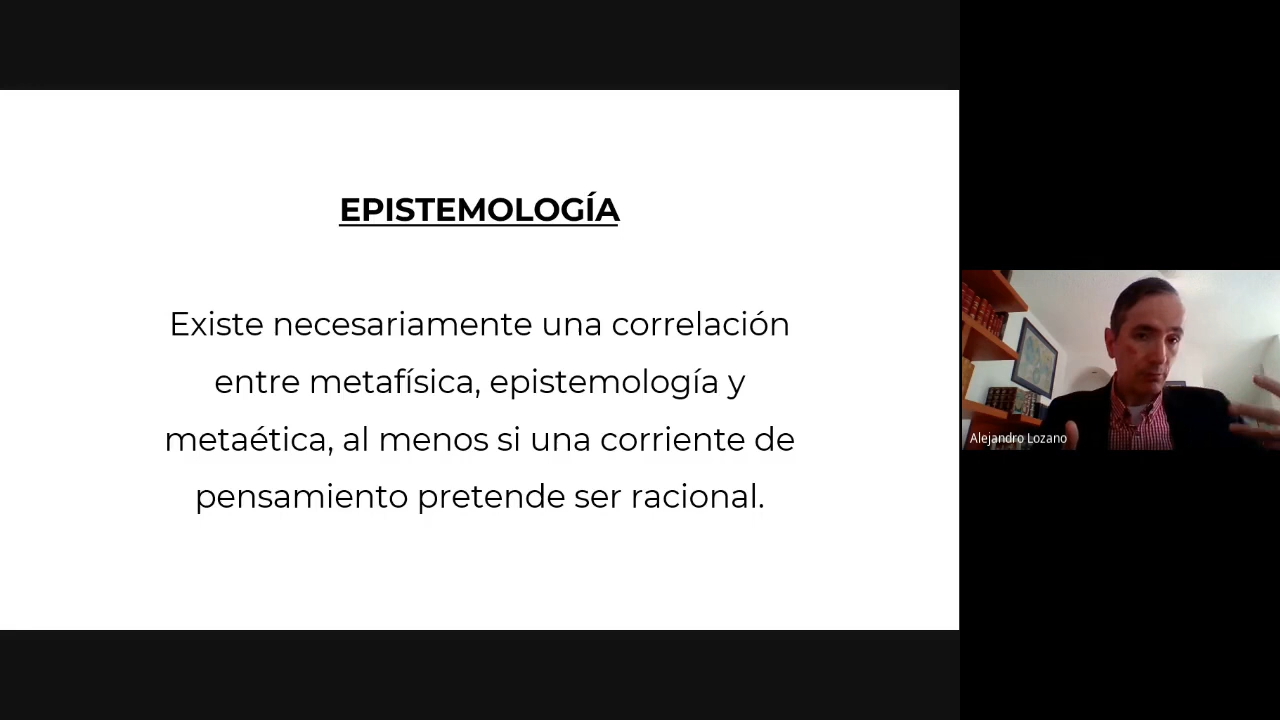 EPISTEMOLOGÍA
Existe necesariamente una correlación
entre metafísica, epistemología y
metaética, al menos si una corriente de
pensamiento pretende ser racional.
Alejandro Lozano